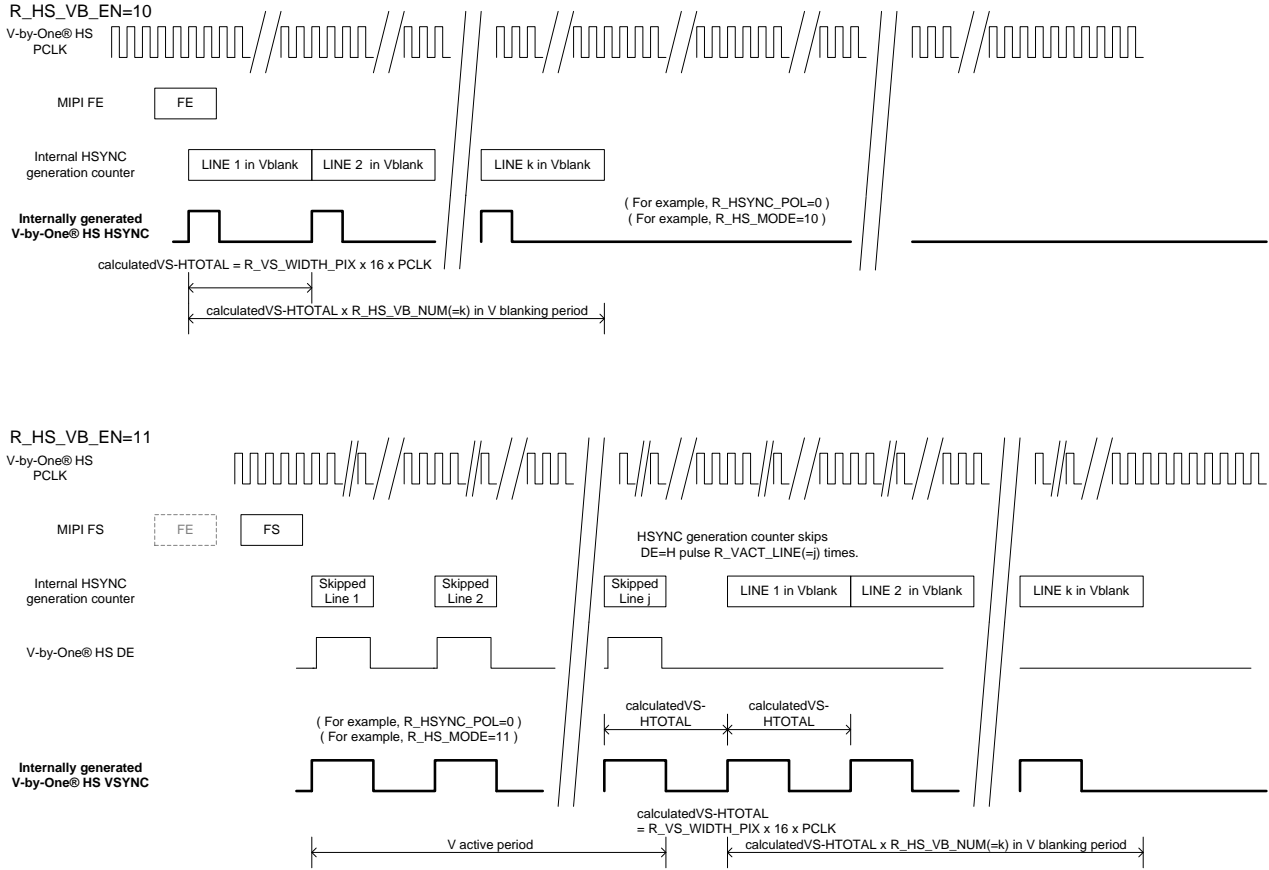 R_HS_VB_EN=10
V-by-One® HS
PCLK
MIPI FE
FE
Internal HSYNC
generation counter
LINE 1 in Vblank
LINE 2 in Vblank
LINE k in Vblank
( For example, R_HSYNC_POL=0 )
( For example, R_HS_MODE=10 )
Internally generated
V-by-One® HS HSYNC
calculatedVS-HTOTAL = R_VS_WIDTH_PIX x 16 x PCLK
calculatedVS-HTOTAL x R_HS_VB_NUM(=k) in V blanking period
R_HS_VB_EN=11
V-by-One® HS
PCLK
MIPI FS
FE
FS
HSYNC generation counter skips
DE=H pulse R_VACT_LINE(=j) times.
Internal HSYNC
generation counter
Skipped
Line 1
Skipped
Line 2
Skipped
Line j
LINE 1 in Vblank
LINE 2 in Vblank
LINE k in Vblank
V-by-One® HS DE
( For example, R_HSYNC_POL=0 )
( For example, R_HS_MODE=11 )
calculatedVS-
HTOTAL
calculatedVS-
HTOTAL
Internally generated
V-by-One® HS VSYNC
calculatedVS-HTOTAL
= R_VS_WIDTH_PIX x 16 x PCLK
V active period
calculatedVS-HTOTAL x R_HS_VB_NUM(=k) in V blanking period